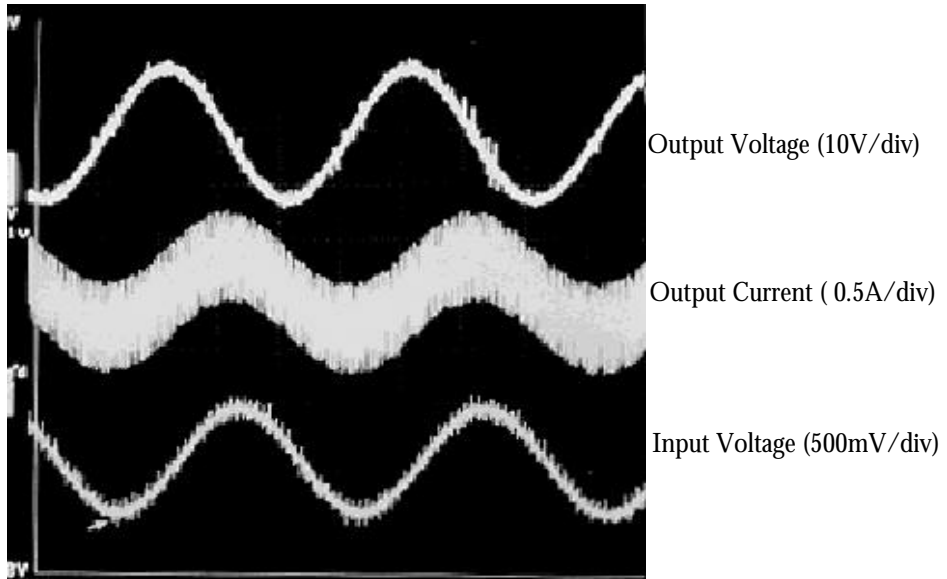 Output Voltage (10V/div)
Output Current ( 0.5A/div)
Input Voltage (500mV/div)